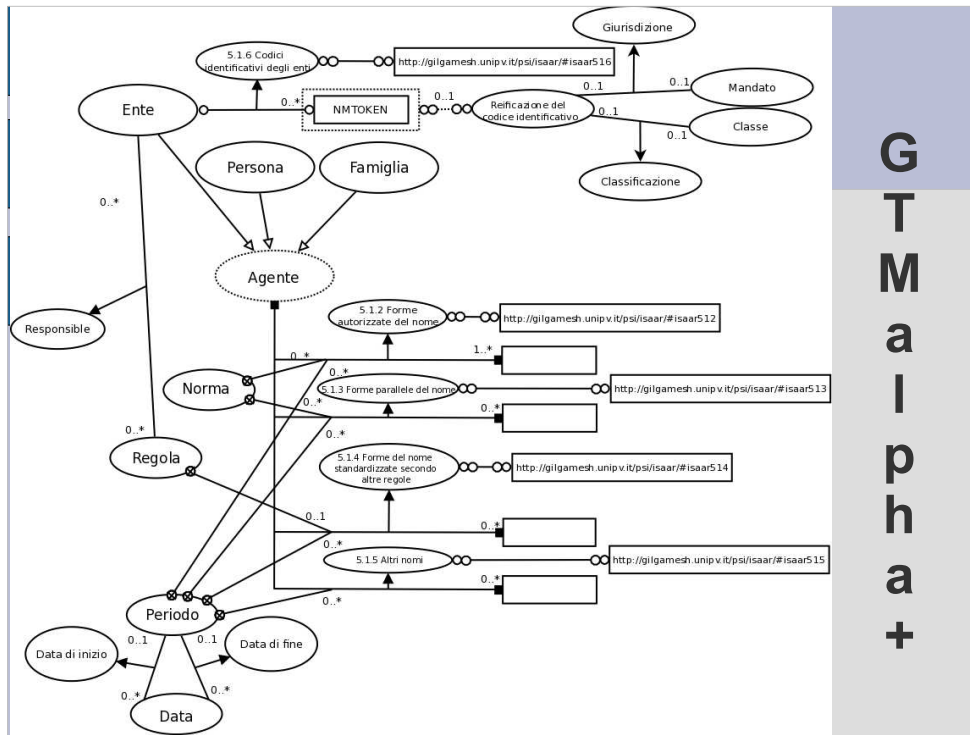 Giurisdizione
5.1.6 Codici
identificativi degli enti
http://gilgamesh.unipv.it/psi/isaar/#isaar516
0..1
0..1
Mandato
Ente
0..*
NMTOKEN
0..1
Reificazione del
codice identificativo
0..1
0..1
Classe
Persona
Famiglia
Classificazione
0..*
Agente
5.1.2 Forme
autorizzate del nome
http://gilgamesh.unipv.it/psi/isaar/#isaar512
Responsible
0..*
1..*
0..*
Norma
5.1.3 Forme parallele del nome
http://gilgamesh.unipv.it/psi/isaar/#isaar513
0..*
0..*
0..*
0..*
Regola
5.1.4 Forme del nome
standardizzate secondo
altre regole
http://gilgamesh.unipv.it/psi/isaar/#isaar514
0..1
0..*
0..*
5.1.5 Altri nomi
http://gilgamesh.unipv.it/psi/isaar/#isaar515
0..*
0..*
Periodo
0..1
0..1
Data di inizio
Data di fine
0..*
0..*
Data
G
T
M
a
l
p
h
a
+